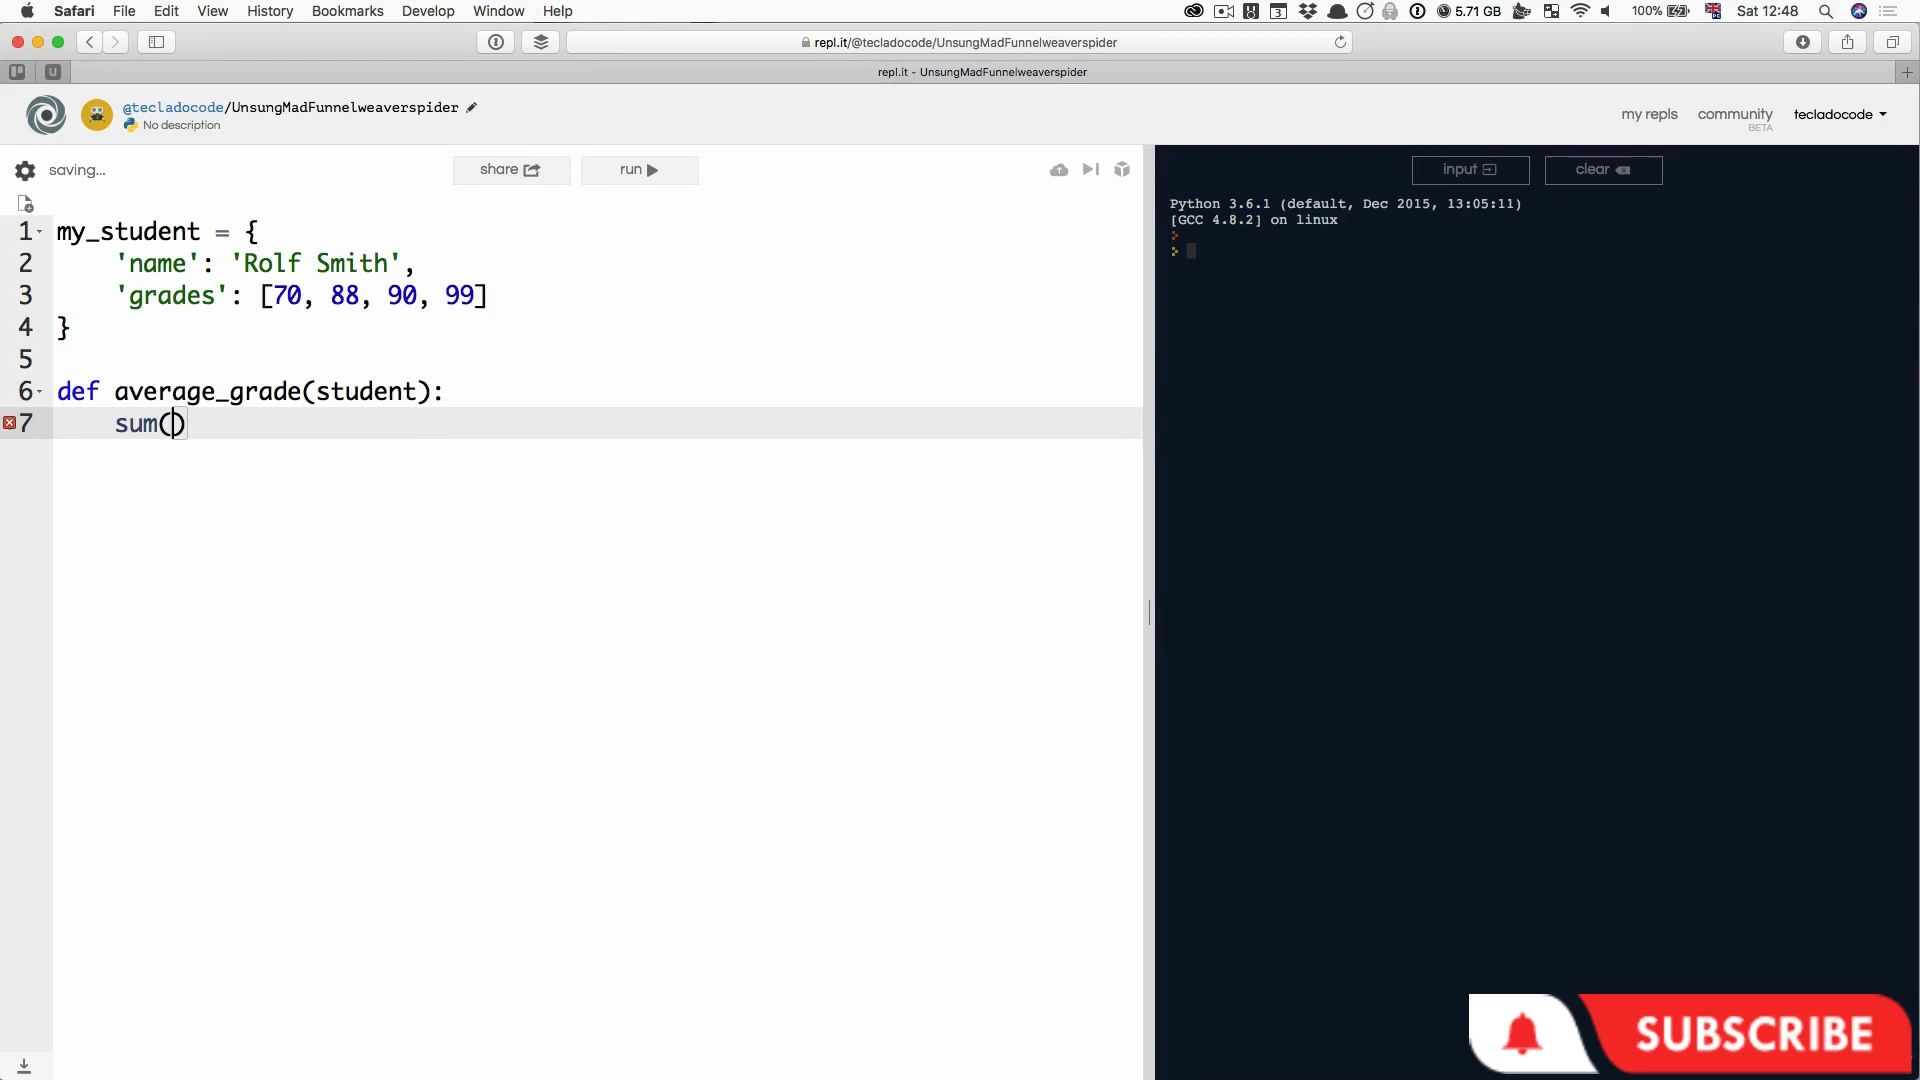 Safari File Edit View History Bookmarks Develop Window Help
3 5.71 GB 100% Sat 12:48
repl.it/@tecladocode/UnsungMadFunnelweaverspider
U repl.it - UnsungMadFunnelweaverspider
@tecladocode/UnsungMadFunnelweaverspider
No description
my repls community BETA tecladocode
saving... share run input clear
Python 3.6.1 (default, Dec 2015, 13:05:11)
[GCC 4.8.2] on linux
1 my_student = {
2 'name': 'Rolf Smith',
3 'grades': [70, 88, 90, 99]
4 }
5
6 def average_grade(student):
7 sum()
SUBSCRIBE